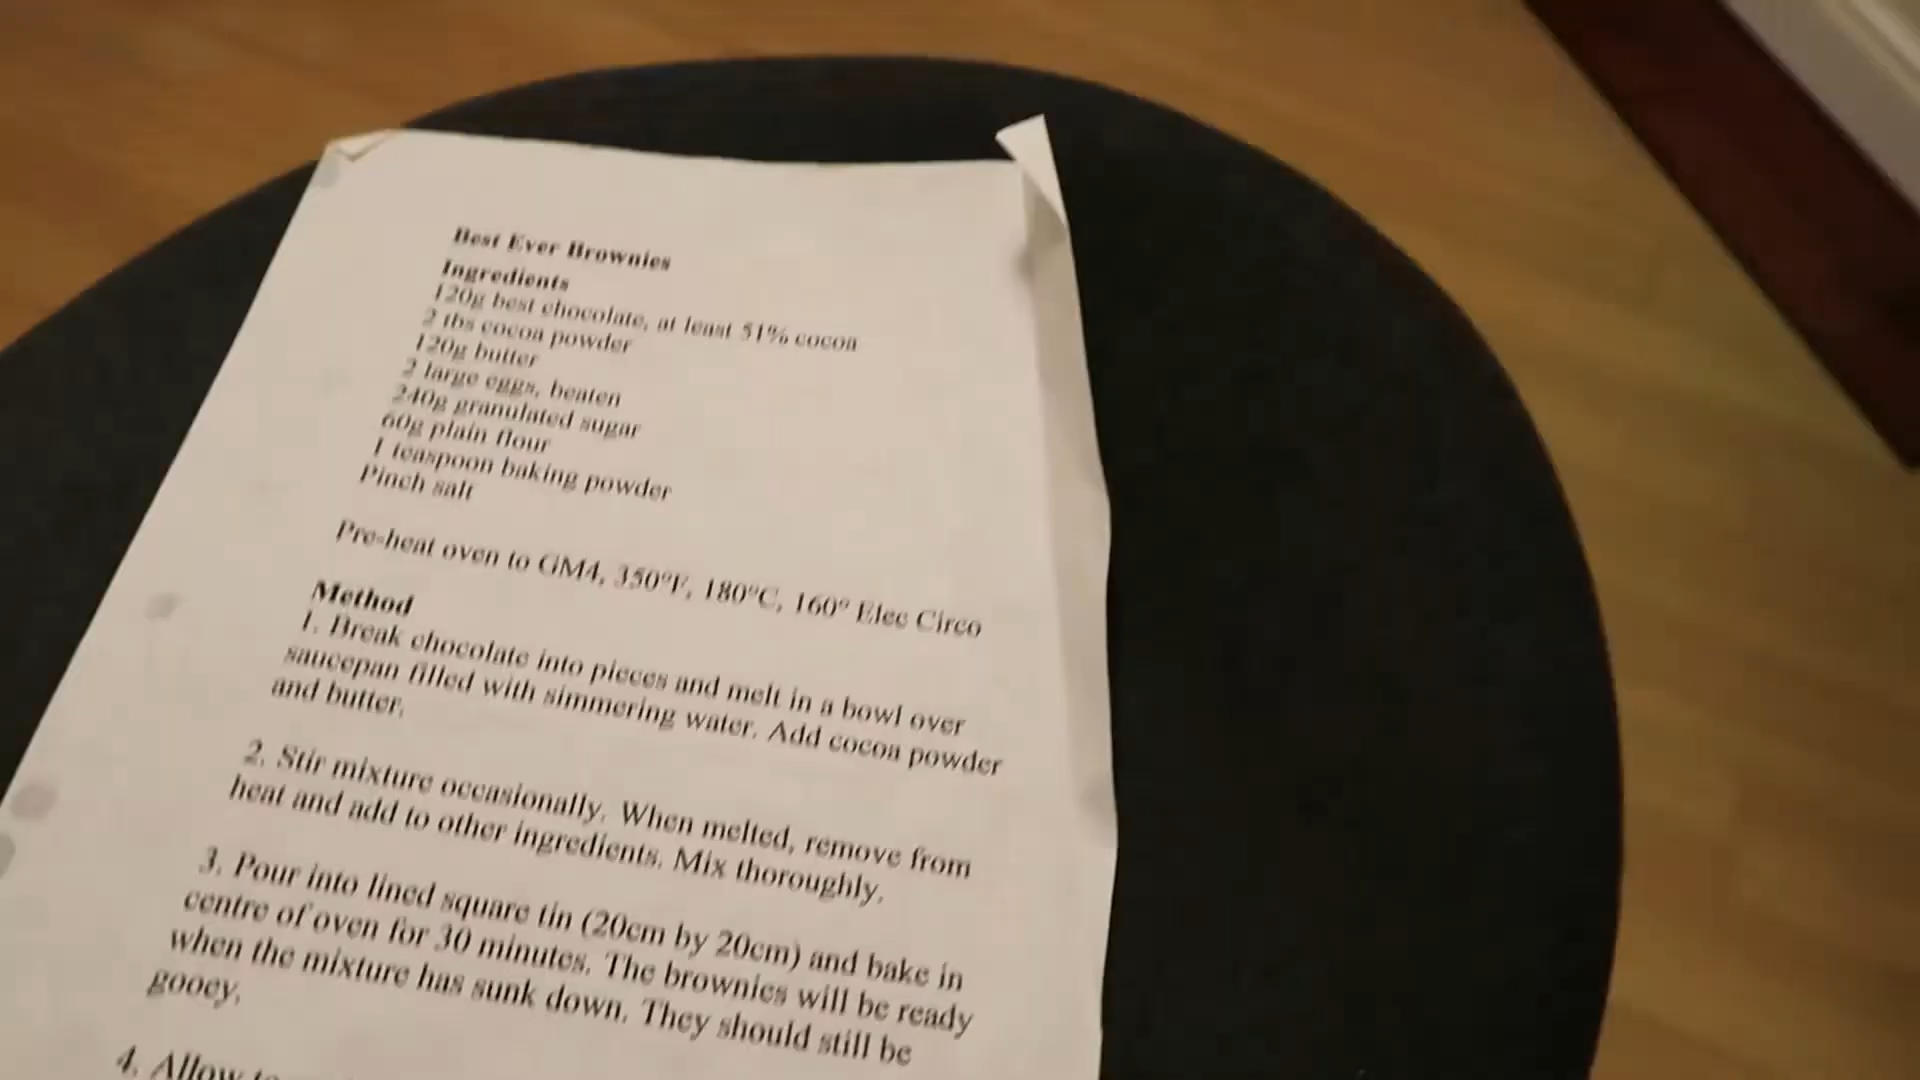 Best Ever Brownies
Ingredients
120g best chocolate, at least 51% cocoa
2 tbs cocoa powder
120g butter
2 large eggs, beaten
240g granulated sugar
60g plain flour
1 teaspoon baking powder
Pinch salt
Pre-heat oven to GM4, 350°F, 180°C, 160° Elec Circo
Method
1. Break chocolate into pieces and melt in a bowl over
saucepan filled with simmering water. Add cocoa powder
and butter.
2. Stir mixture occasionally. When melted, remove from
heat and add to other ingredients. Mix thoroughly.
3. Pour into lined square tin (20cm by 20cm) and bake in
centre of oven for 30 minutes. The brownies will be ready
when the mixture has sunk down. They should still be
gooey.
4. Allow